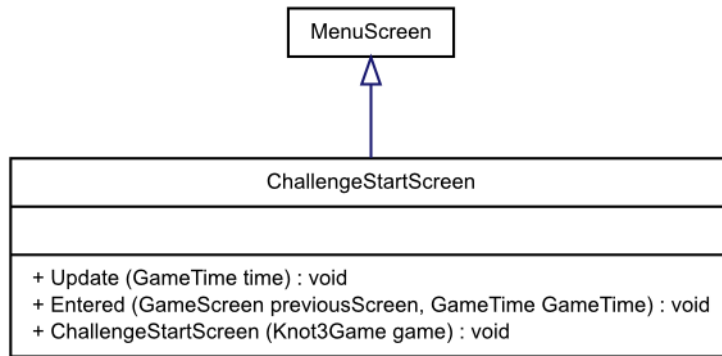 MenuScreen
ChallengeStartScreen
+ Update (GameTime time) : void
+ Entered (GameScreen previousScreen, GameTime GameTime) : void
+ ChallengeStartScreen (Knot3Game game) : void